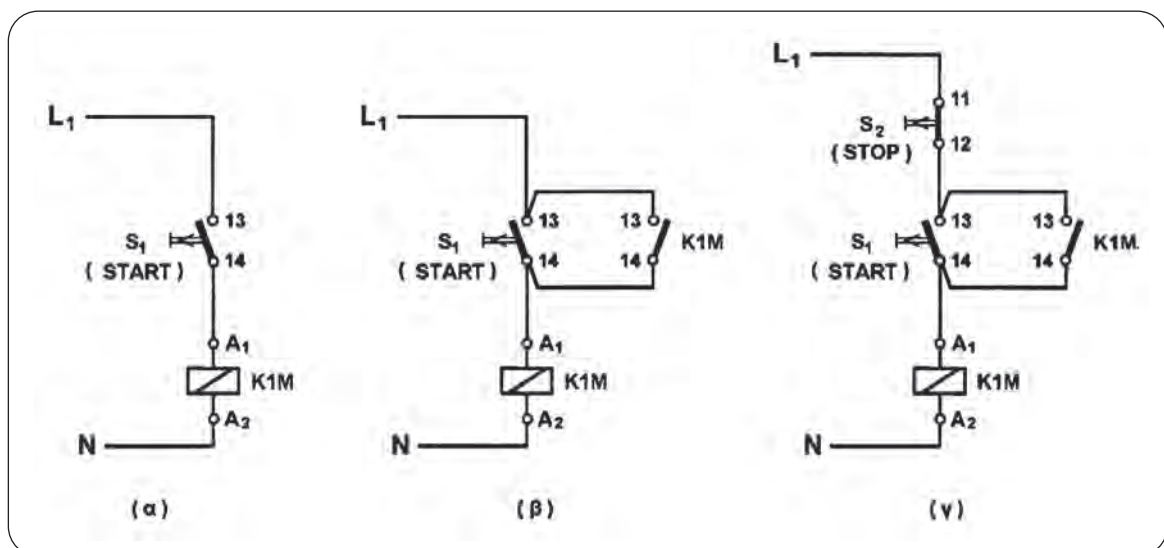 L₁
13
S₁
( START )
14
A₁
K1M
A₂
N
(α)
L₁
13
13
S₁
( START )
K1M
14
14
A₁
K1M
A₂
N
(β)
L₁
11
S₂
( STOP )
12
13
13
S₁
( START )
K1M.
14
14
A₁
K1M
A₂
N
(γ)